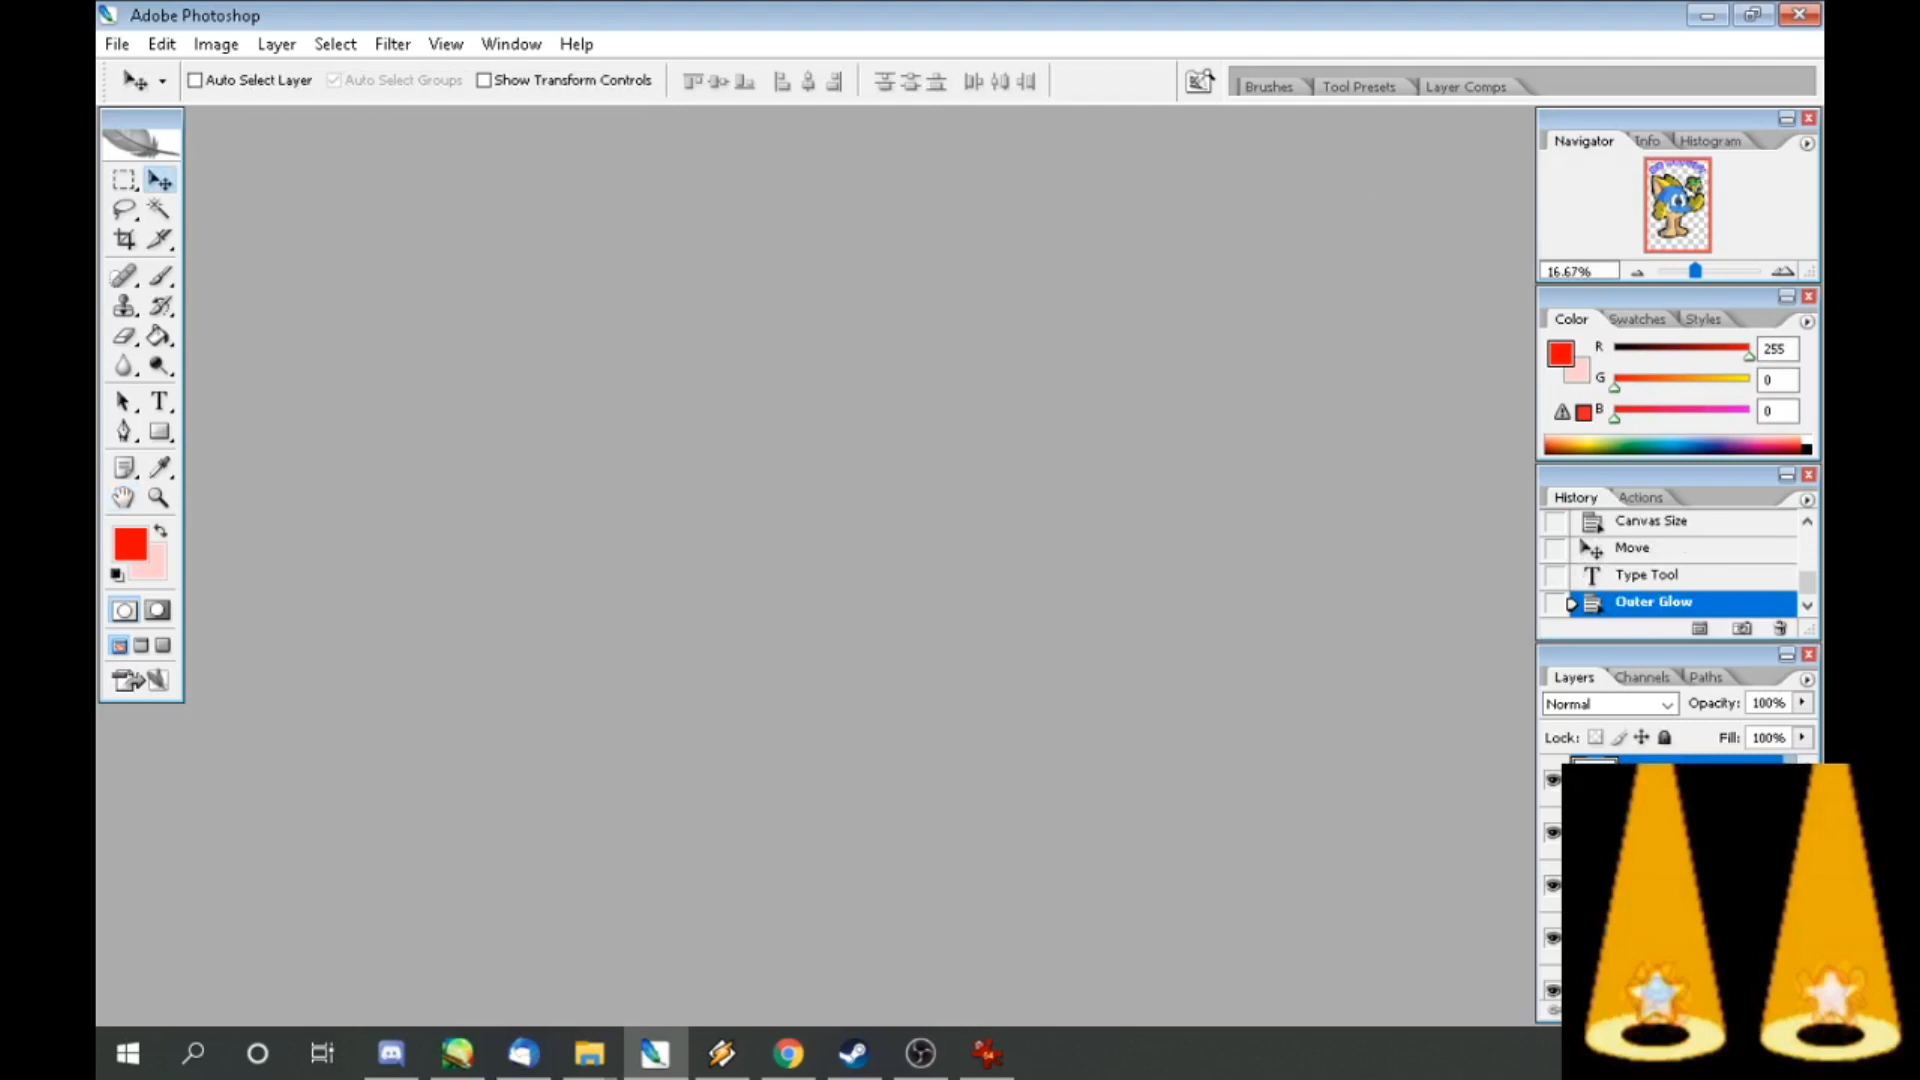 Adobe Photoshop
File Edit Image Layer Select Filter View Window Help
Auto Select Layer Auto Select Groups Show Transform Controls Brushes Tool Presets Layer Comps
Navigator Info Histogram
16.67%
Color Swatches Styles
R 255
G 0
B 0
History Actions
Canvas Size
Move
Type Tool
Outer Glow
Layers Channels Paths
Normal Opacity: 100%
Lock: Fill: 100%
T
64